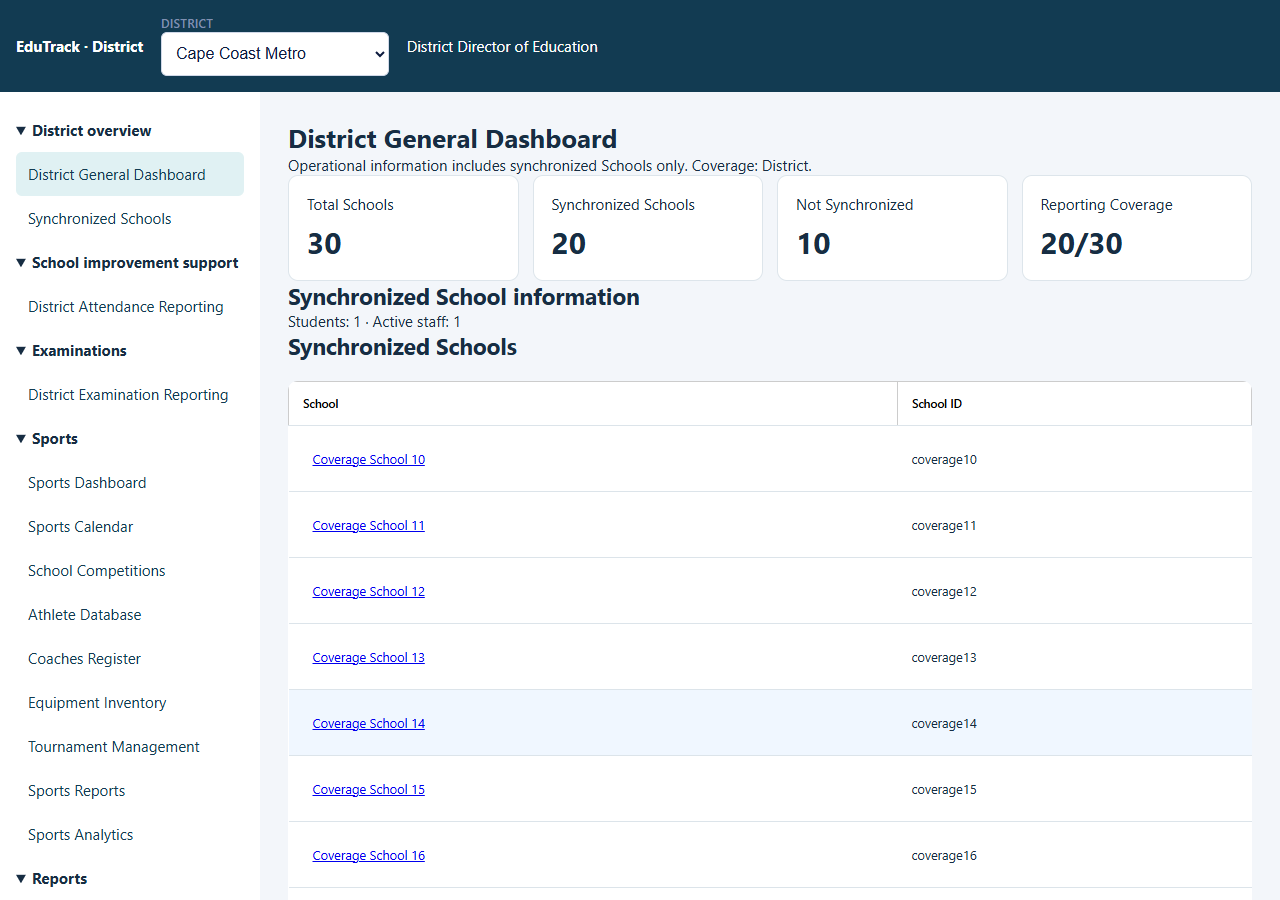 EduTrack · District
DISTRICT
Cape Coast Metro
District Director of Education
▼ District overview
District General Dashboard
Synchronized Schools
▼ School improvement support
District Attendance Reporting
▼ Examinations
District Examination Reporting
▼ Sports
Sports Dashboard
Sports Calendar
School Competitions
Athlete Database
Coaches Register
Equipment Inventory
Tournament Management
Sports Reports
Sports Analytics
▼ Reports
District General Dashboard
Operational information includes synchronized Schools only. Coverage: District.
Total Schools
30
Synchronized Schools
20
Not Synchronized
10
Reporting Coverage
20/30
Synchronized School information
Students: 1 · Active staff: 1
Synchronized Schools
School School ID
Coverage School 10 coverage10
Coverage School 11 coverage11
Coverage School 12 coverage12
Coverage School 13 coverage13
Coverage School 14 coverage14
Coverage School 15 coverage15
Coverage School 16 coverage16